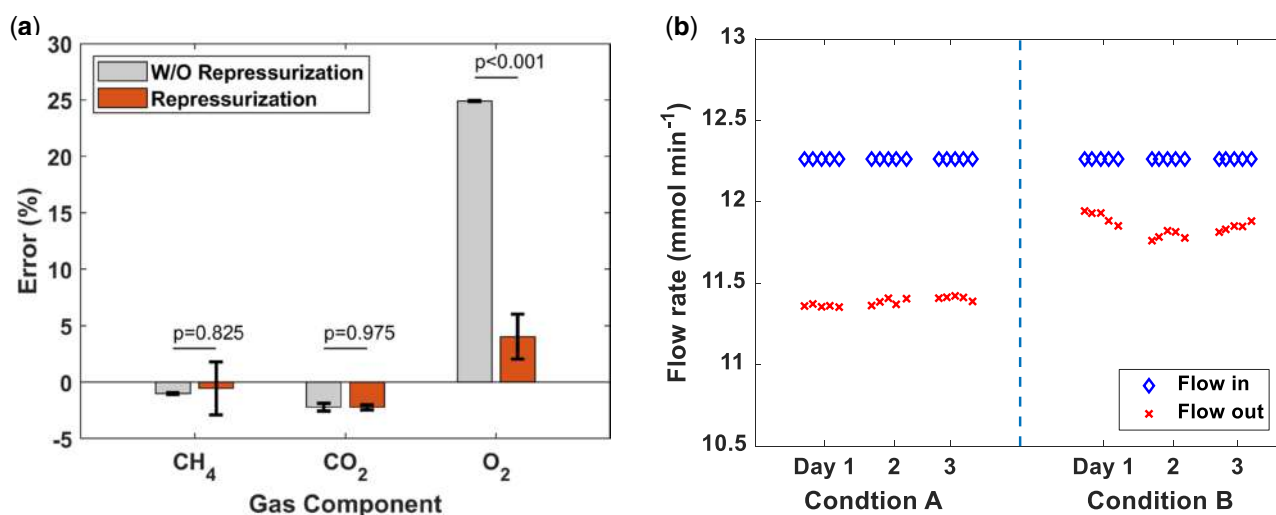 (a)
30
25
20
15
10
5
0
-5
Error (%)
W/O Repressurization
Repressurization
p=0.825
p=0.975
p<0.001
CH4
CO2
O2
Gas Component
(b)
13
12.5
12
11.5
11
10.5
Flow rate (mmol min⁻¹)
Flow in
Flow out
Day 1 2 3 Day 1 2 3
Condtion A Condition B